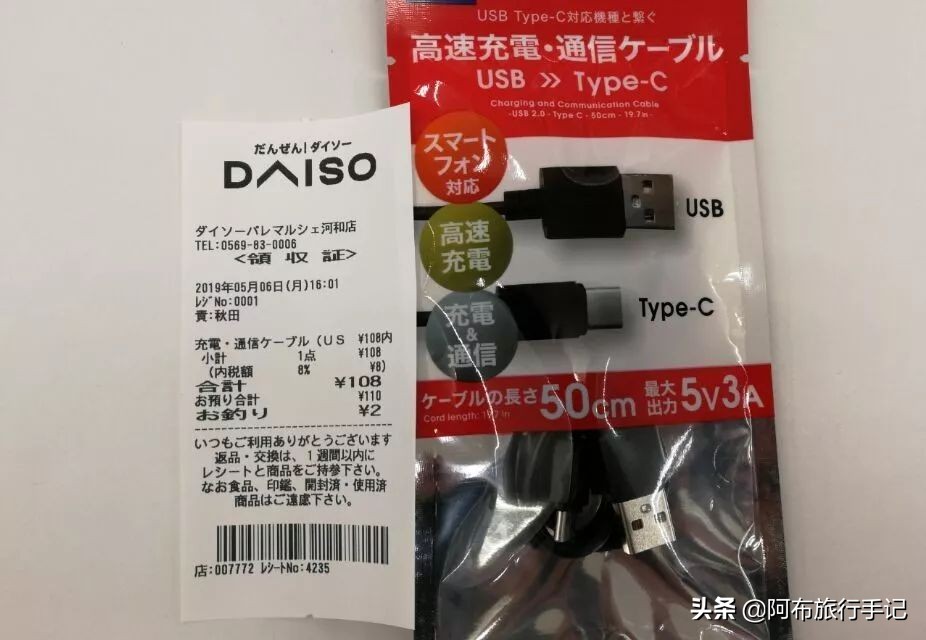 だんぜん!ダイソー
DAISO
ダイソーパレマルシェ河和店
TEL:0569-83-0006
<領収証>
2019年05月06日(月)16:01
レジNo:0001
責:秋田
充電・通信ケーブル(US ¥108内
小計 1点 ¥108
(内税額 8% ¥8)
合計 ¥108
お預り合計 ¥110
お釣り ¥2
いつもご利用ありがとうございます
返品・交換は、1週間以内に
レシートと商品をご持参下さい。
なお食品、印鑑、開封済・使用済
商品はご遠慮下さい。
店:007772 レシートNo:4235
USB Type-C対応機種と繋ぐ
高速充電・通信ケーブル
USB >> Type-C
Charging and Communication Cable
-USB 2.0 - Type C - 50cm - 19.7in-
スマート
フォン
対応
USB
高速
充電
Type-C
充電
&
通信
ケーブルの長さ 50cm 最大出力 5V3A
Cord length: 19.7in
头条 @阿布旅行手记